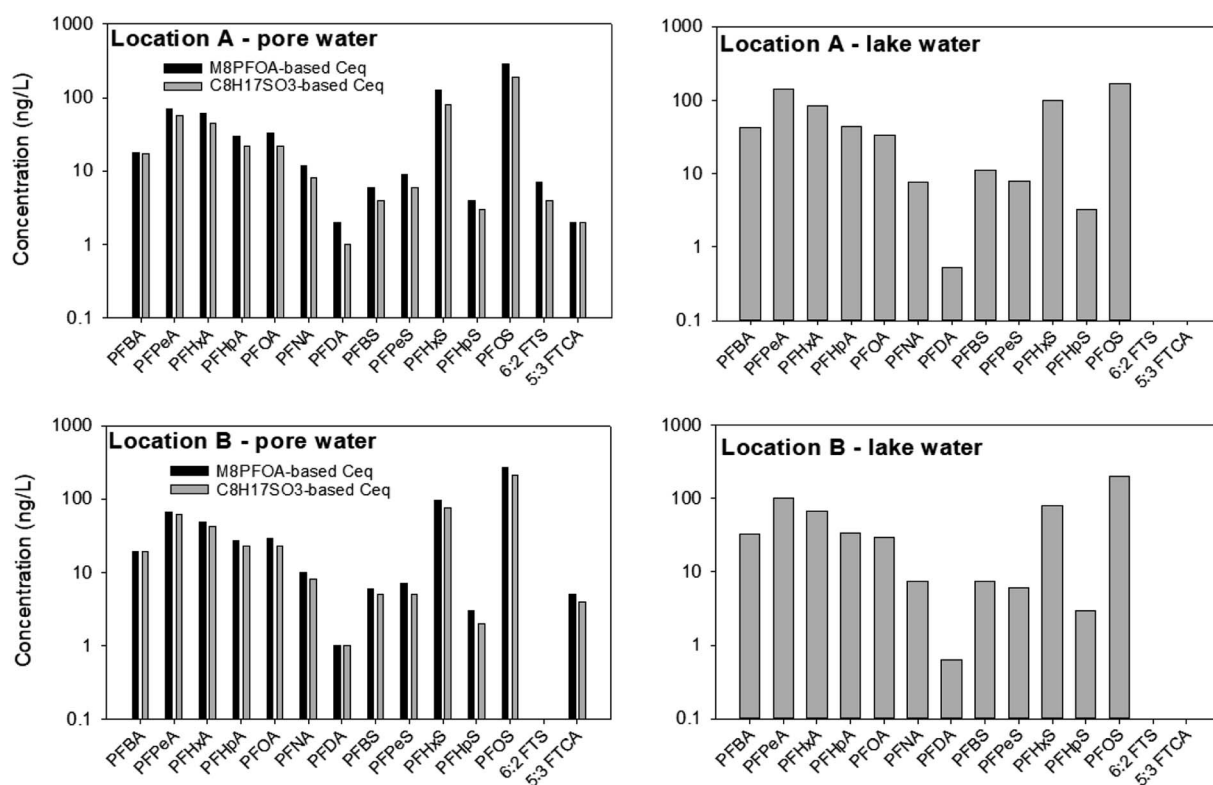 Location A - pore water
M8PFOA-based Ceq
C8H17SO3-based Ceq
Concentration (ng/L)
1000
100
10
1
0.1
PFBA
PFPeA
PFHxA
PFHpA
PFOA
PFNA
PFDA
PFBS
PFPeS
PFHxS
PFHpS
PFOS
6:2 FTS
5:3 FTCA
Location A - lake water
1000
100
10
1
0.1
PFBA
PFPeA
PFHxA
PFHpA
PFOA
PFNA
PFDA
PFBS
PFPeS
PFHxS
PFHpS
PFOS
6:2 FTS
5:3 FTCA
Location B - pore water
M8PFOA-based Ceq
C8H17SO3-based Ceq
Concentration (ng/L)
1000
100
10
1
0.1
PFBA
PFPeA
PFHxA
PFHpA
PFOA
PFNA
PFDA
PFBS
PFPeS
PFHxS
PFHpS
PFOS
6:2 FTS
5:3 FTCA
Location B - lake water
1000
100
10
1
0.1
PFBA
PFPeA
PFHxA
PFHpA
PFOA
PFNA
PFDA
PFBS
PFPeS
PFHxS
PFHpS
PFOS
6:2 FTS
5:3 FTCA